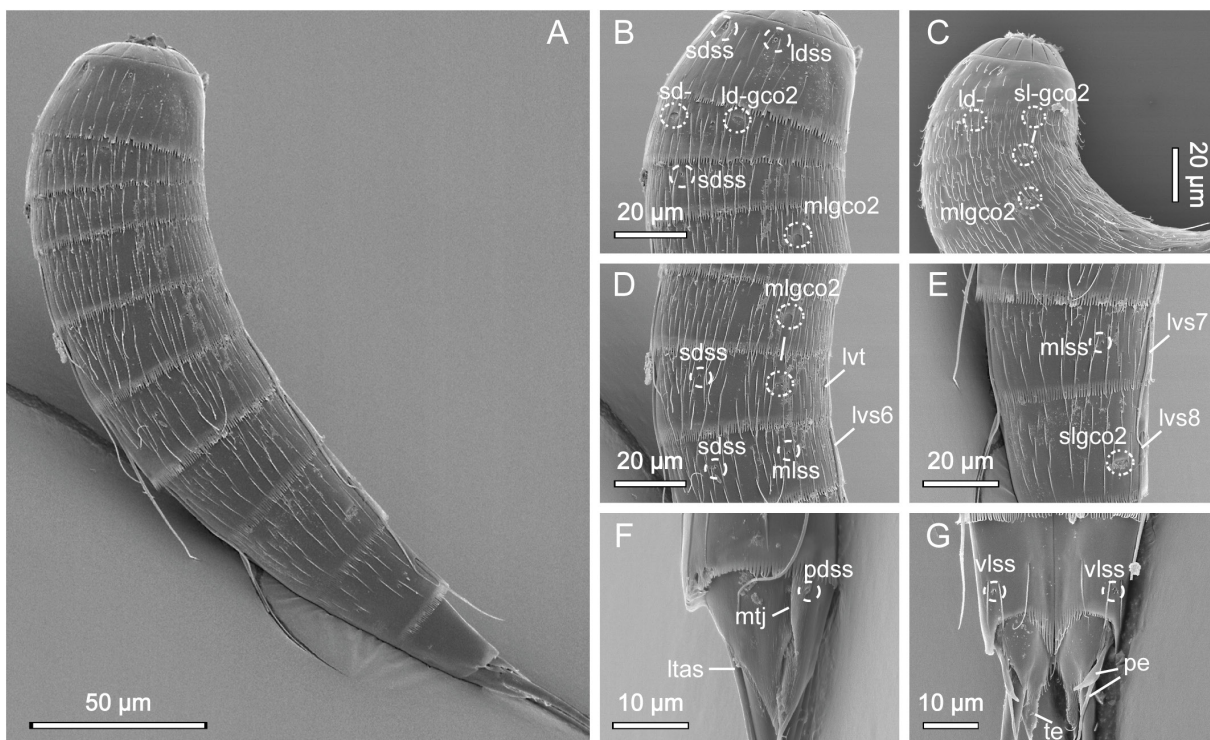 A
50 µm
B
sdss
ldss
sd-
ld-gco2
sdss
mlgco2
20 µm
C
ld-
sl-gco2
mlgco2
20 µm
D
mlgco2
sdss
lvt
lvs6
sdss
mlss
20 µm
E
lvs7
mlss
slgco2
lvs8
20 µm
F
pdss
mtj
ltas
10 µm
G
vlss
vlss
pe
te
10 µm